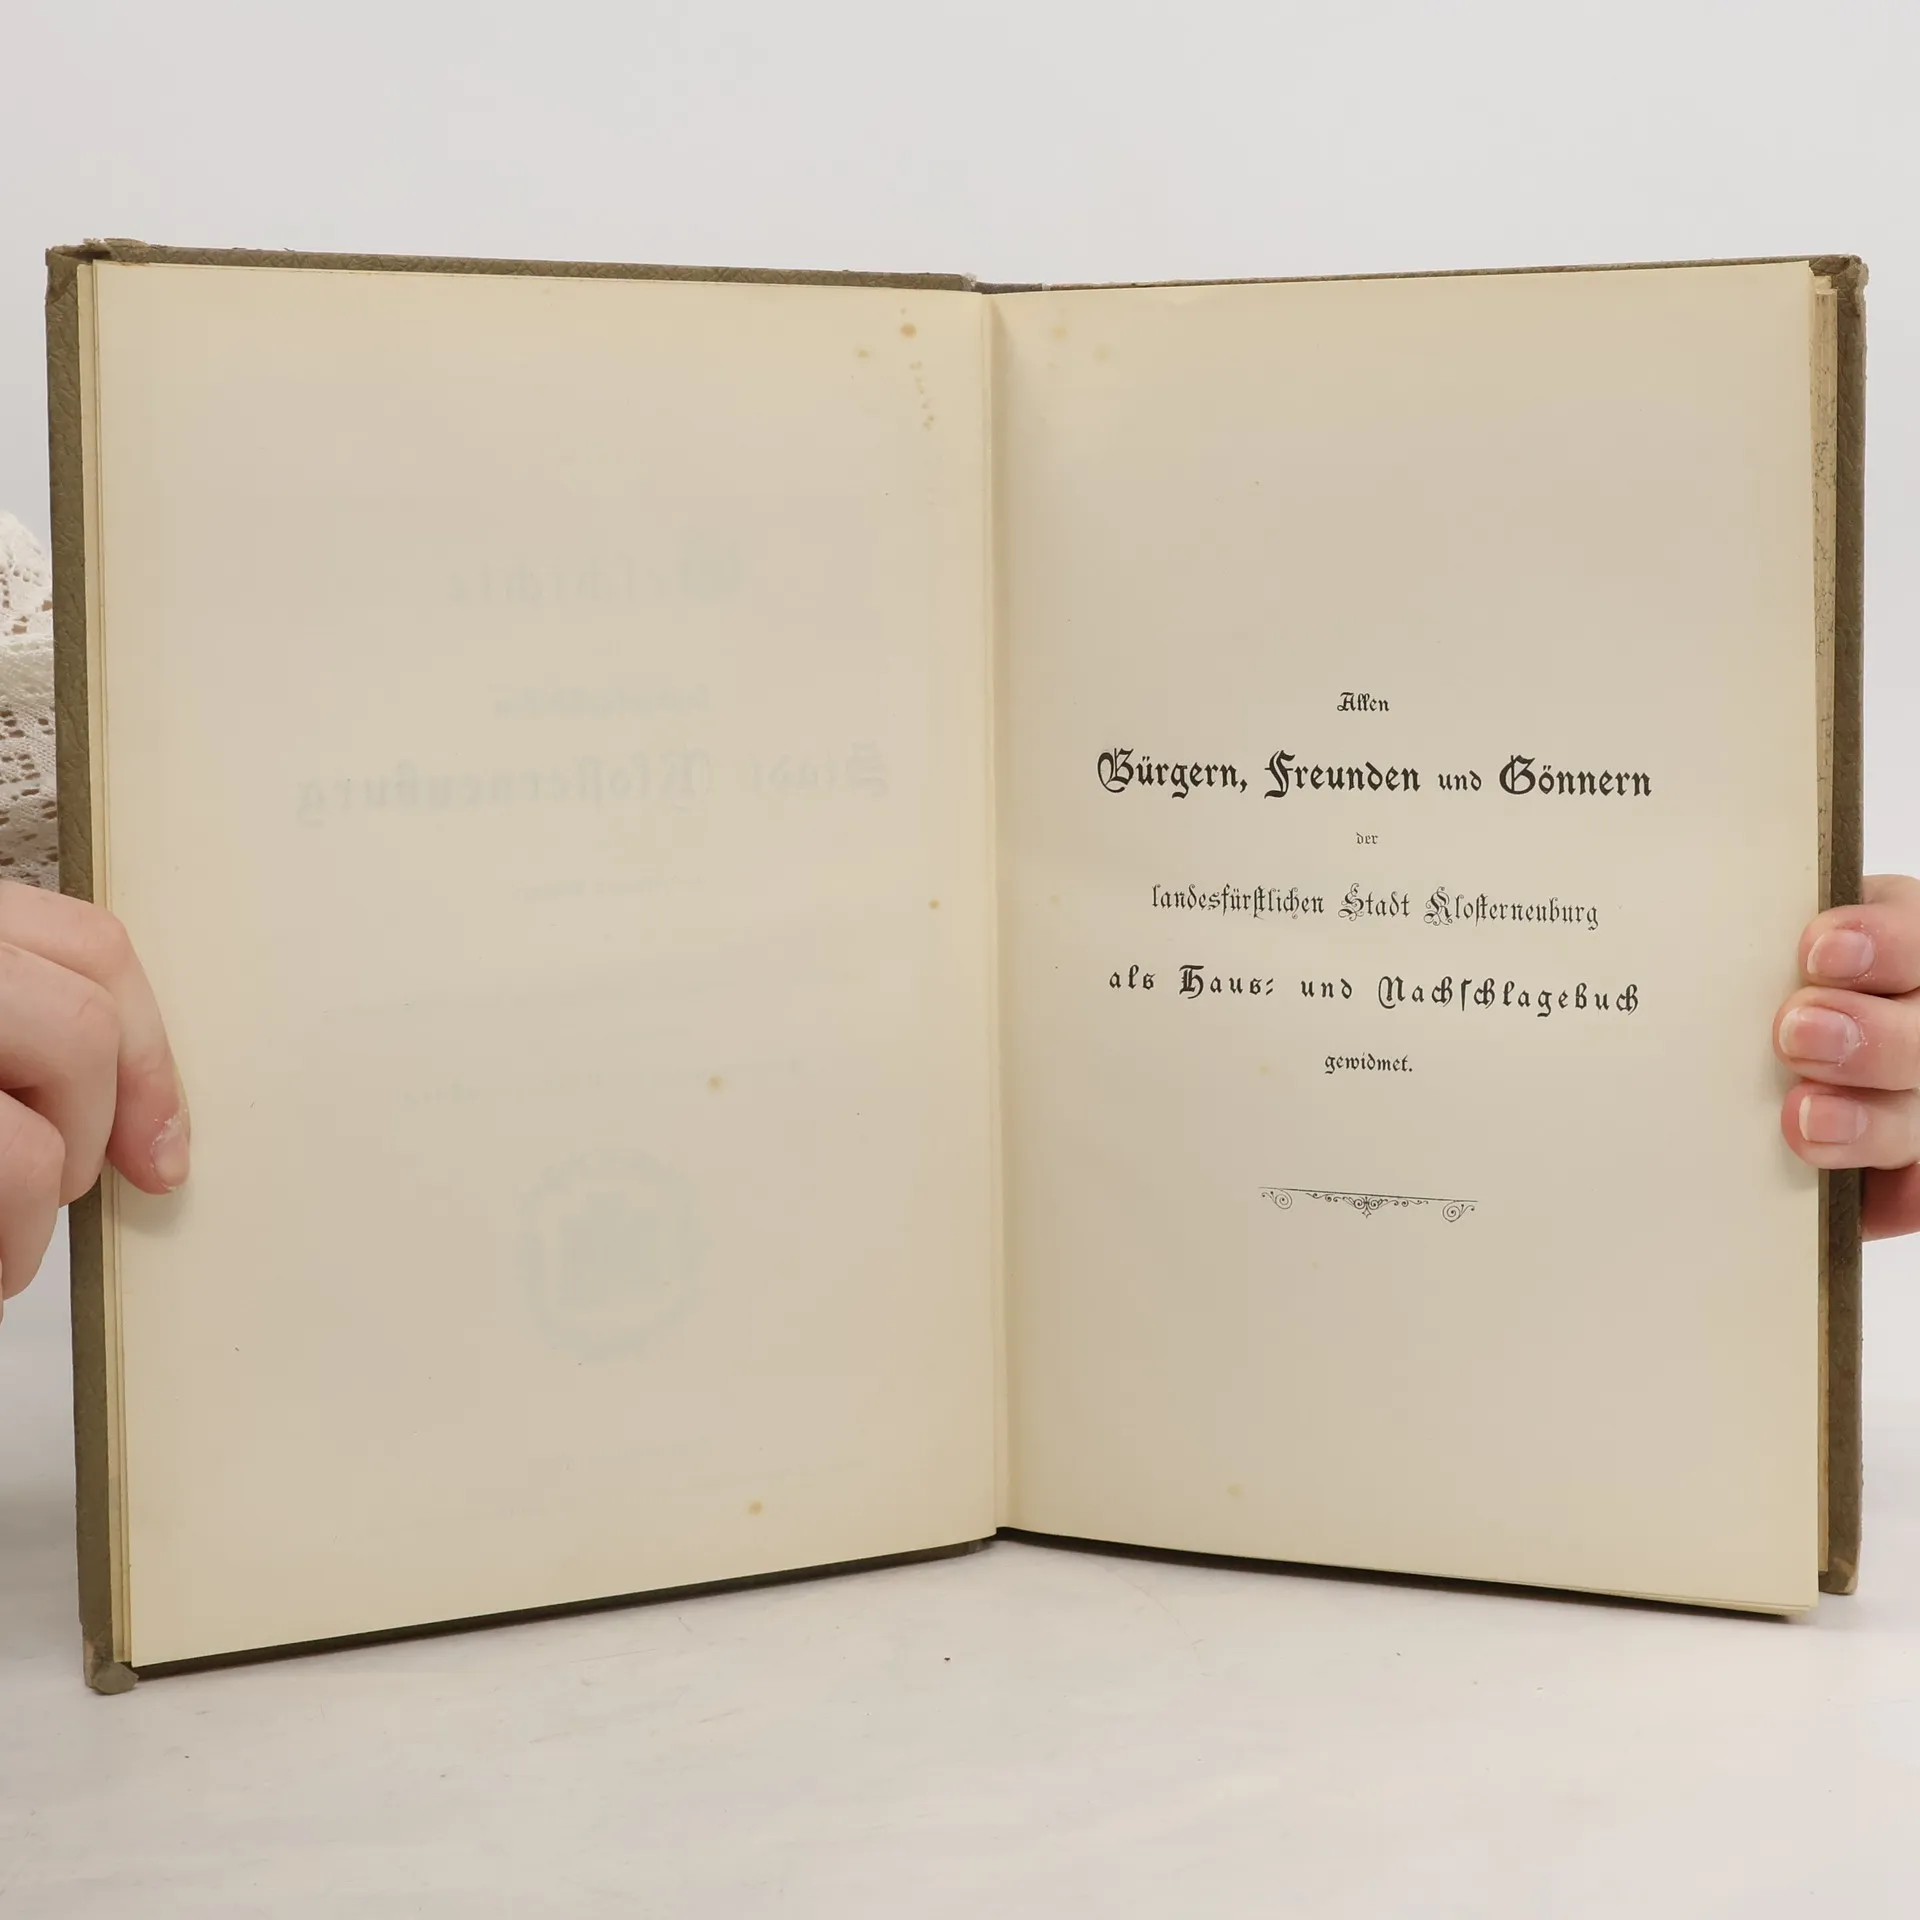 Allen
Bürgern, Freunden und Gönnern
der
landesfürstlichen Stadt Klosterneuburg
als Haus- und Nachschlagebuch
gewidmet.